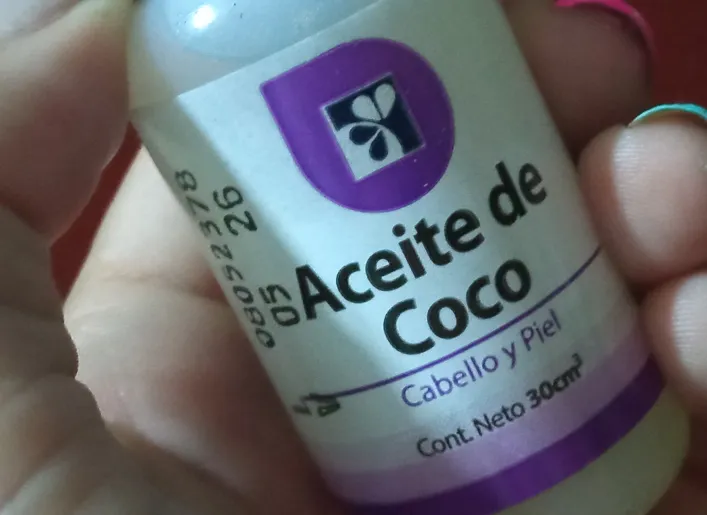 Aceite de
Coco
Cabello y Piel
Cont. Neto 30cm³
08052378
05 26